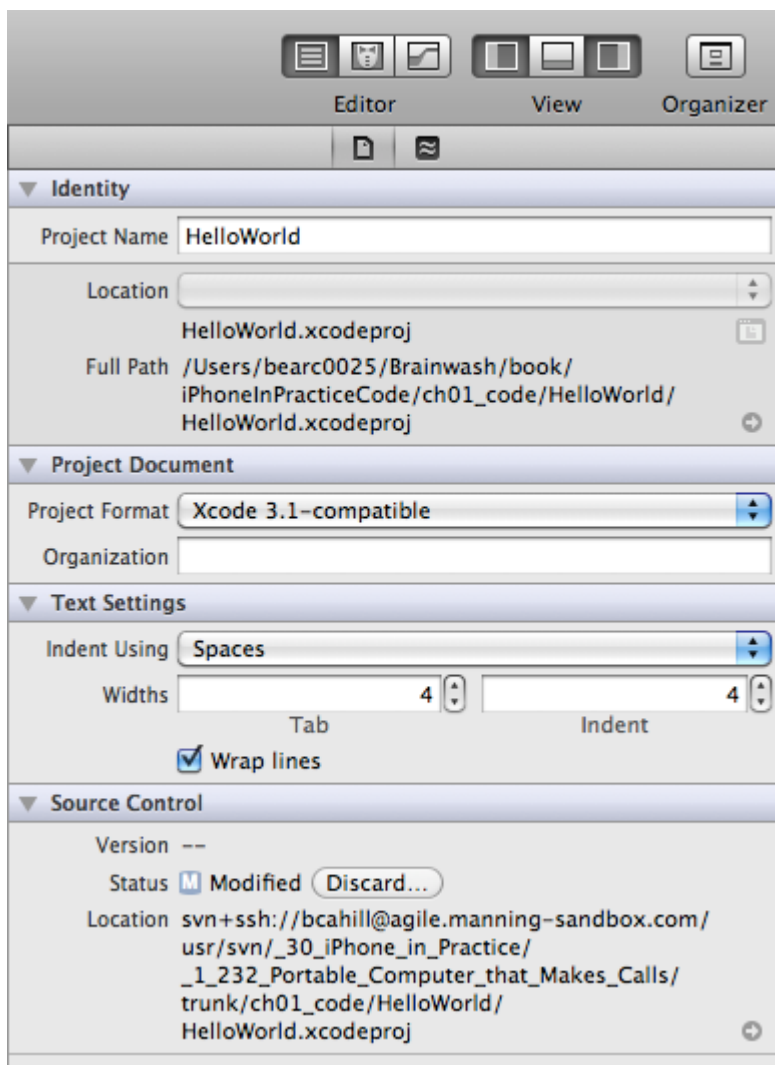 Editor View Organizer
Identity
Project Name HelloWorld
Location
HelloWorld.xcodeproj
Full Path /Users/bearc0025/Brainwash/book/
iPhoneInPracticeCode/ch01_code/HelloWorld/
HelloWorld.xcodeproj
Project Document
Project Format Xcode 3.1-compatible
Organization
Text Settings
Indent Using Spaces
Widths 4 4
Tab Indent
Wrap lines
Source Control
Version --
Status M Modified Discard...
Location svn+ssh://bcahill@agile.manning-sandbox.com/
usr/svn/_30_iPhone_in_Practice/
_1_232_Portable_Computer_that_Makes_Calls/
trunk/ch01_code/HelloWorld/
HelloWorld.xcodeproj